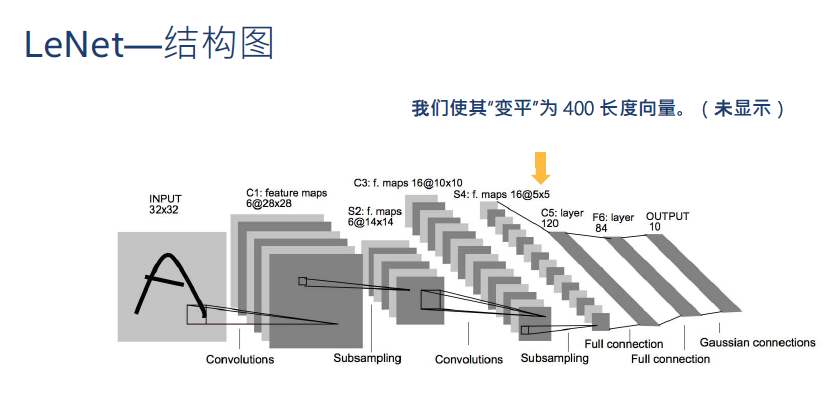 LeNet—结构图
我们使其“变平”为 400 长度向量。（未显示）
INPUT
32x32
C1: feature maps
6@28x28
C3: f. maps 16@10x10
S2: f. maps
6@14x14
S4: f. maps 16@5x5
C5: layer
120
F6: layer
84
OUTPUT
10
Convolutions
Subsampling
Convolutions
Subsampling
Full connection
Full connection
Gaussian connections